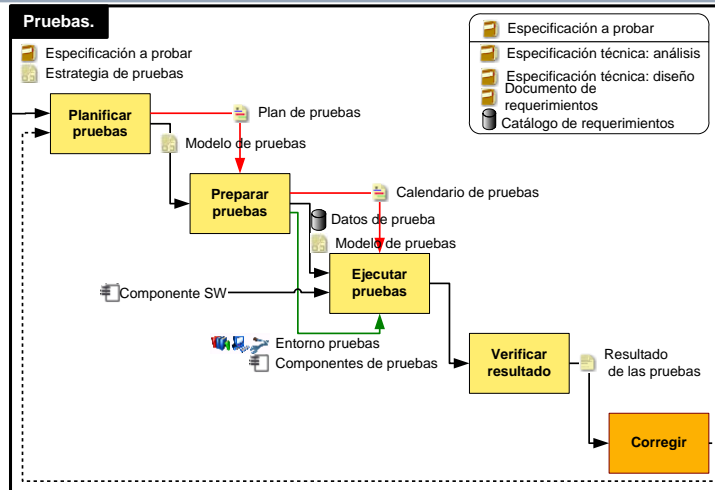 Pruebas.
Especificación a probar
Estrategia de pruebas
Especificación a probar
Especificación técnica: análisis
Especificación técnica: diseño
Documento de
requerimientos
Catálogo de requerimientos
Planificar
pruebas
Plan de pruebas
Modelo de pruebas
Preparar
pruebas
Calendario de pruebas
Datos de prueba
Modelo de pruebas
Ejecutar
pruebas
Componente SW
Entorno pruebas
Componentes de pruebas
Verificar
resultado
Resultado
de las pruebas
Corregir